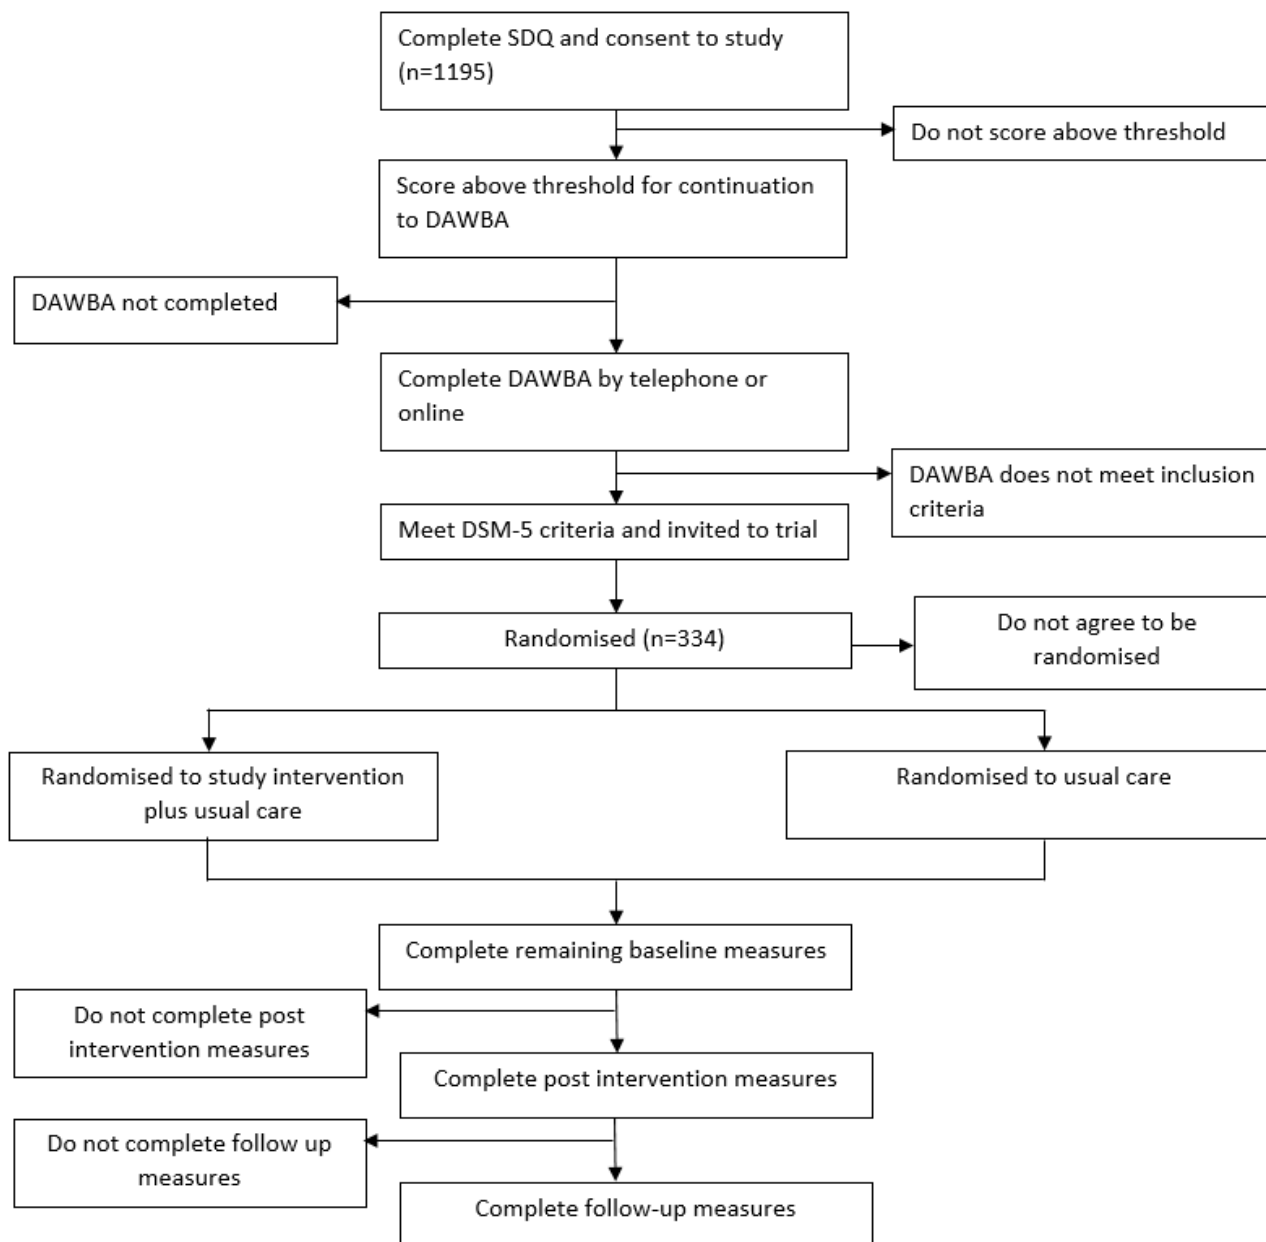 Complete SDQ and consent to study
(n=1195)
Do not score above threshold
Score above threshold for continuation
to DAWBA
DAWBA not completed
Complete DAWBA by telephone or
online
DAWBA does not meet inclusion
criteria
Meet DSM-5 criteria and invited to trial
Randomised (n=334)
Do not agree to be
randomised
Randomised to study intervention
plus usual care
Randomised to usual care
Complete remaining baseline measures
Do not complete post
intervention measures
Complete post intervention measures
Do not complete follow up
measures
Complete follow-up measures